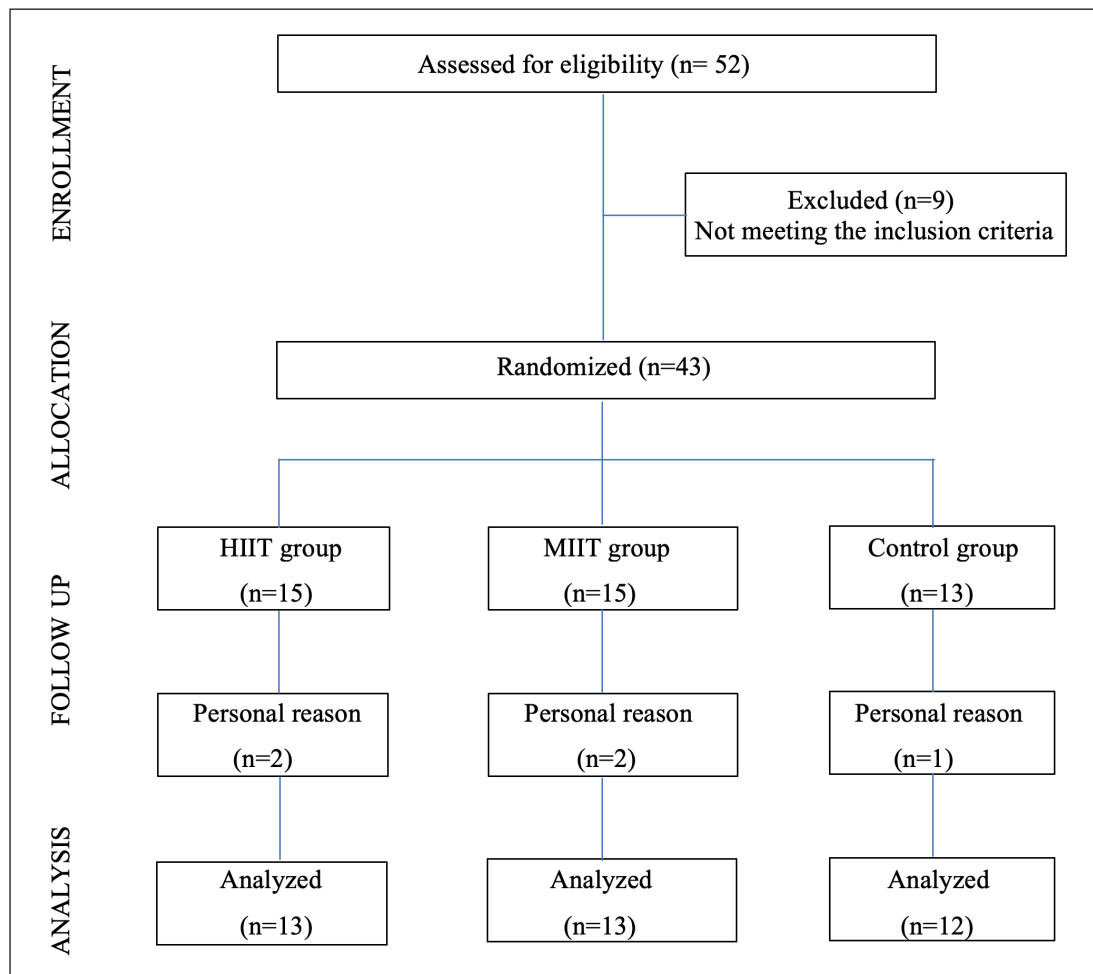 ENROLLMENT
Assessed for eligibility (n= 52)
Excluded (n=9)
Not meeting the inclusion criteria
ALLOCATION
Randomized (n=43)
FOLLOW UP
HIIT group
(n=15)
MIIT group
(n=15)
Control group
(n=13)
Personal reason
(n=2)
Personal reason
(n=2)
Personal reason
(n=1)
ANALYSIS
Analyzed
(n=13)
Analyzed
(n=13)
Analyzed
(n=12)